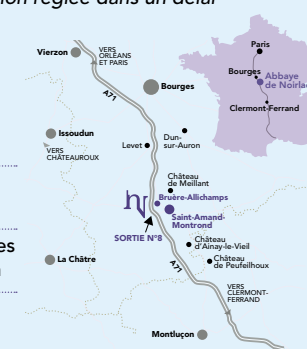 ion réglée dans un délai
Paris
Bourges
Abbaye
de Noirlac
Clermont-Ferrand
Vierzon
VERS
ORLÉANS
ET PARIS
Bourges
A71
Issoudun
VERS
CHÂTEAUROUX
Levet
Dun-
sur-Auron
Château
de Meillant
Bruère-Allichamps
Saint-Amand-
Montrond
SORTIE N°8
es
La Châtre
Château
d'Ainay-le-Vieil
Château
de Peufeilhoux
A71
VERS
CLERMONT-
FERRAND
Montluçon